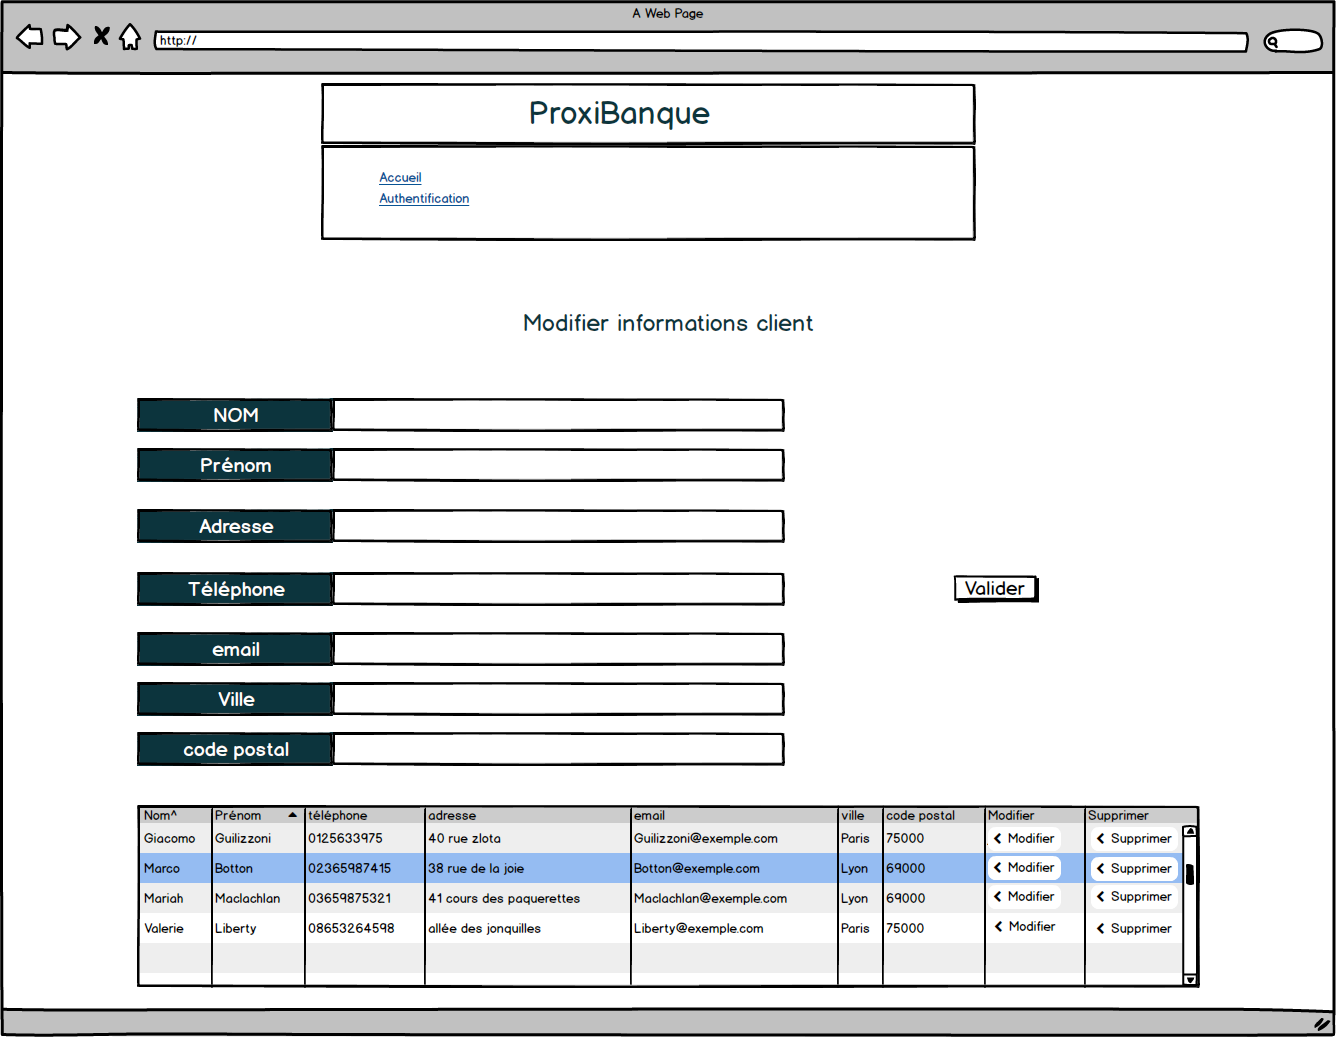 A Web Page
http://
ProxiBanque
Accueil
Authentification
Modifier informations client
NOM
Prénom
Adresse
Téléphone
Valider
email
Ville
code postal
Nom^ Prénom téléphone adresse email ville code postal Modifier Supprimer
Giacomo Guilizzoni 0125633975 40 rue zlota Guilizzoni@exemple.com Paris 75000 Modifier Supprimer
Marco Botton 02365987415 38 rue de la joie Botton@exemple.com Lyon 69000 Modifier Supprimer
Mariah Maclachlan 03659875321 41 cours des paquerettes Maclachlan@exemple.com Lyon 69000 Modifier Supprimer
Valerie Liberty 08653264598 allée des jonquilles Liberty@exemple.com Paris 75000 Modifier Supprimer